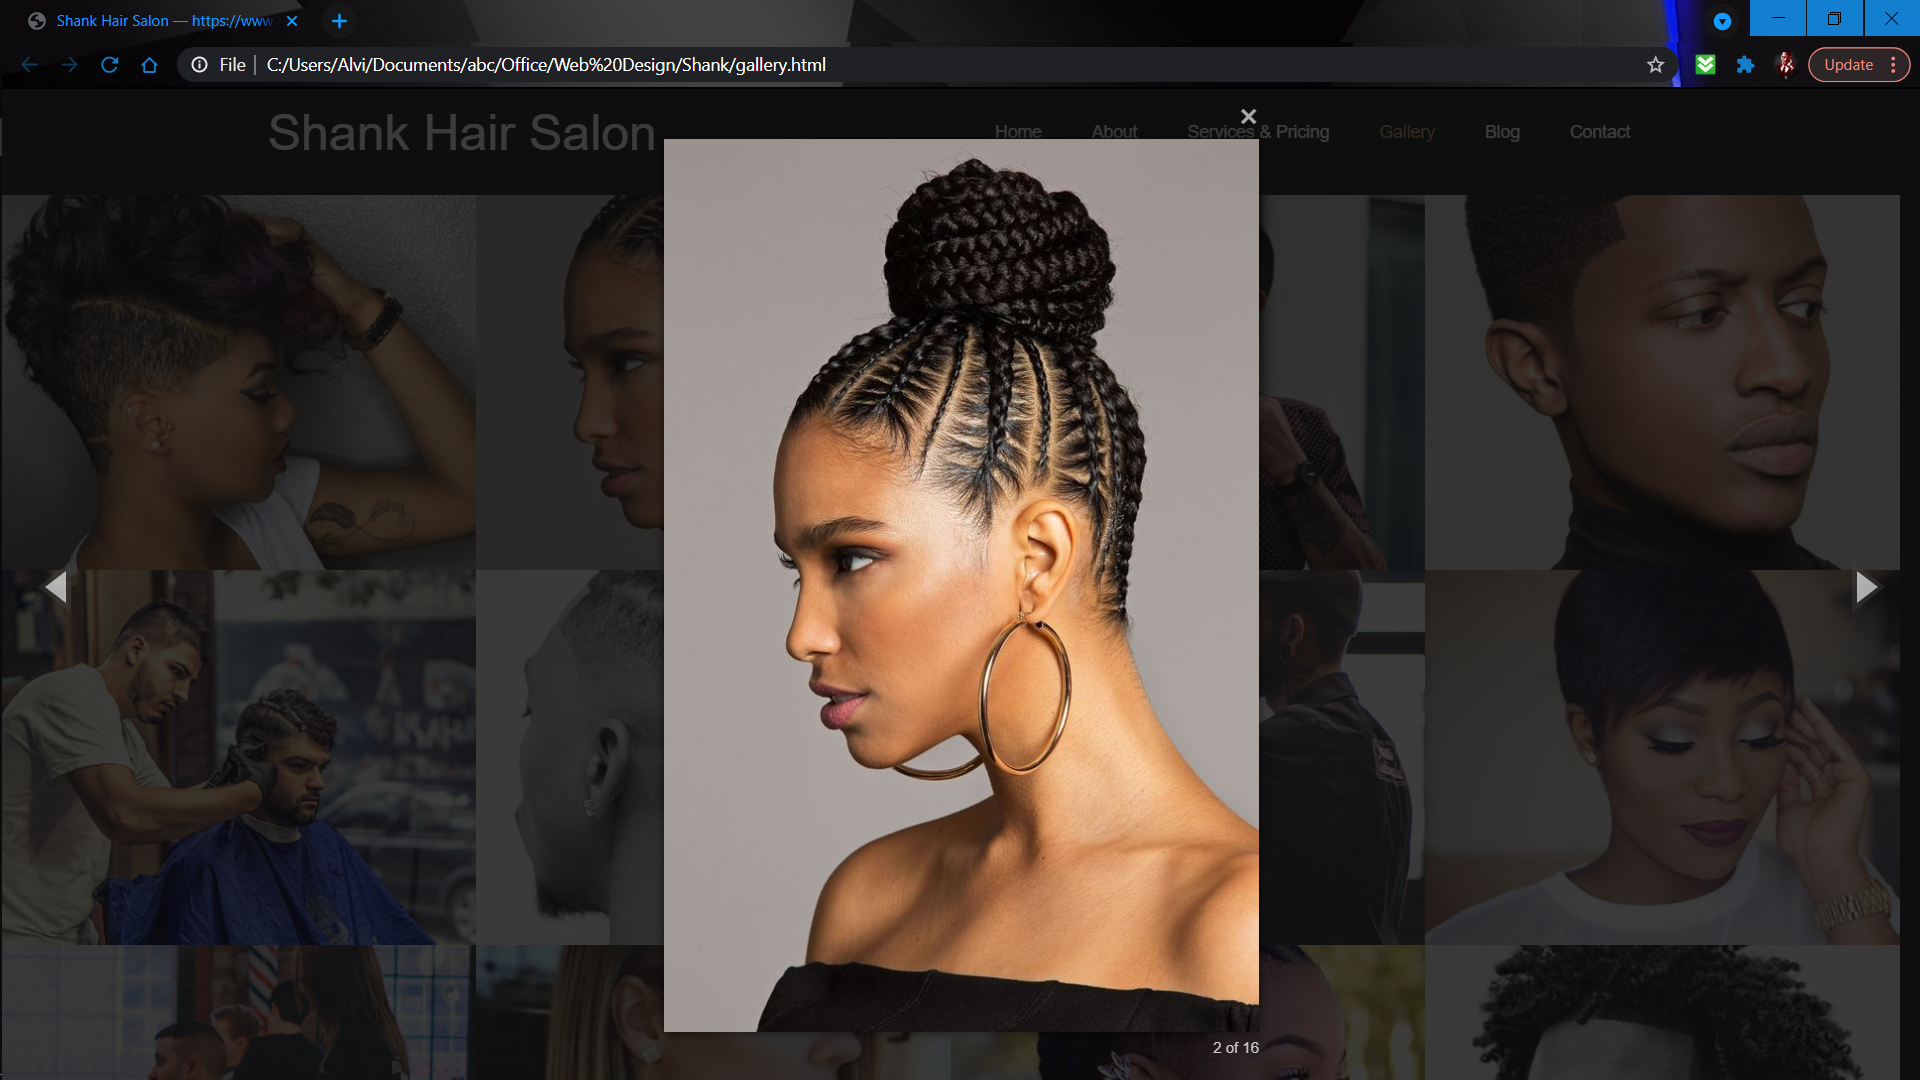 Shank Hair Salon — https://www.
File
C:/Users/Alvi/Documents/abc/Office/Web%20Design/Shank/gallery.html
Update
Shank Hair Salon
Home
About
Services & Pricing
Gallery
Blog
Contact
2 of 16